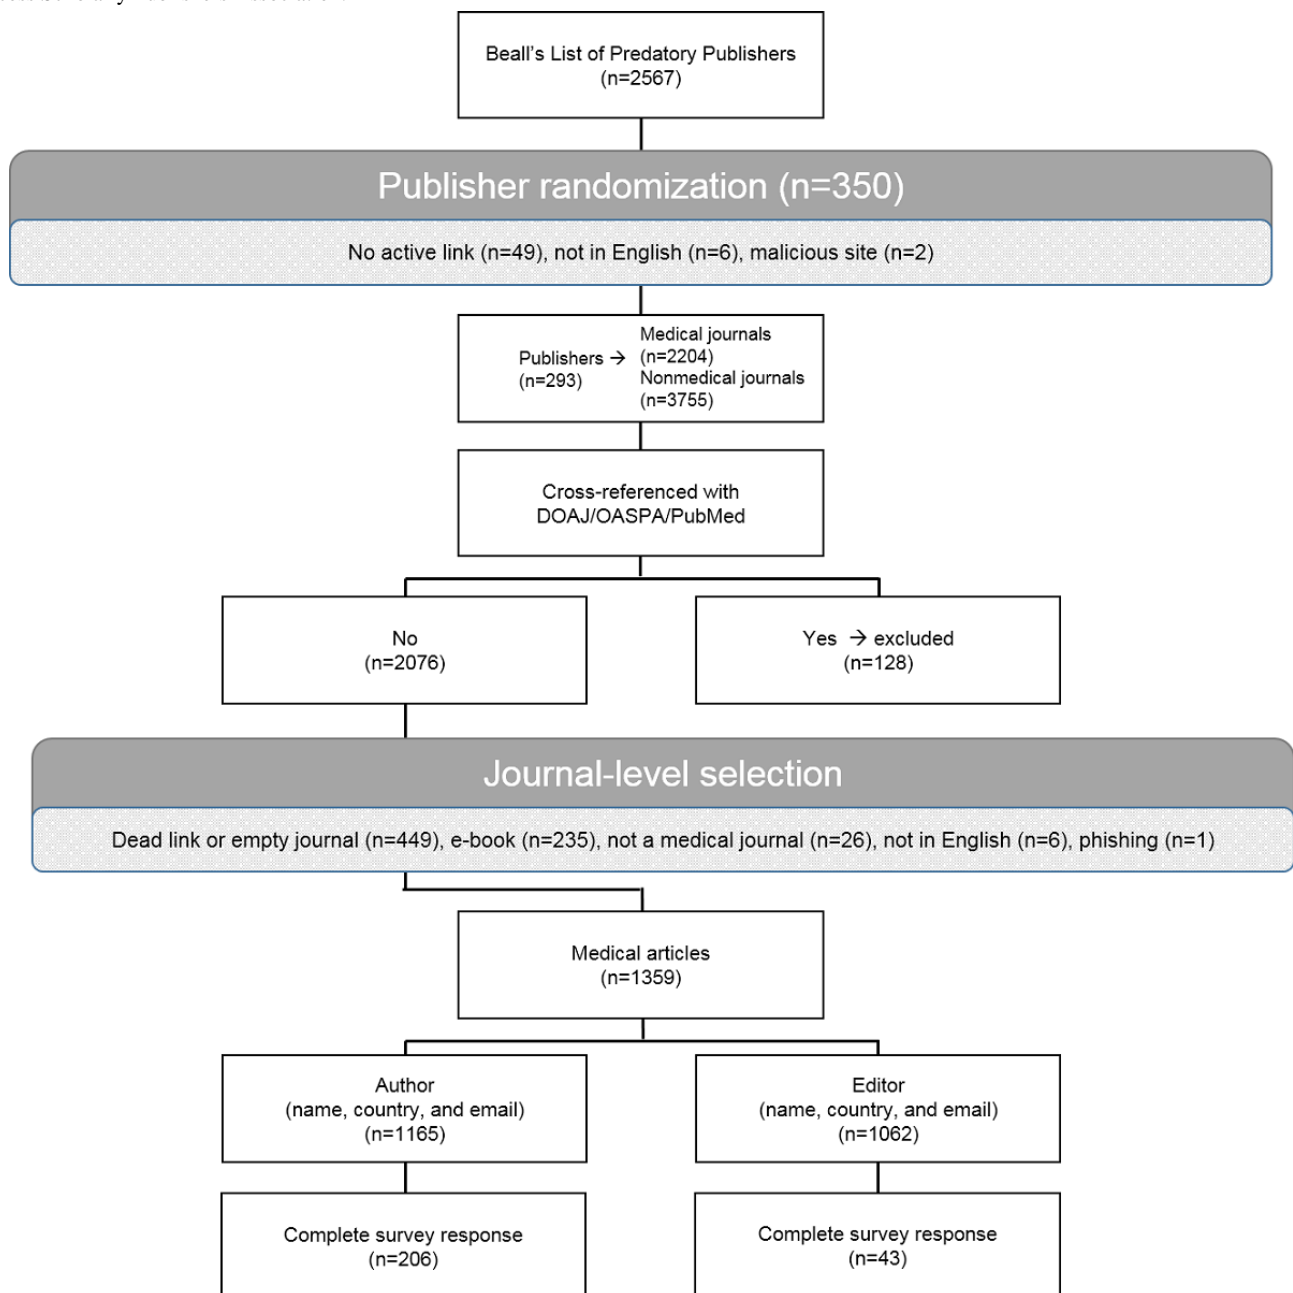 Beall's List of Predatory Publishers
(n=2567)
Publisher randomization (n=350)
No active link (n=49), not in English (n=6), malicious site (n=2)
Publishers →
(n=293)
Medical journals
(n=2204)
Nonmedical journals
(n=3755)
Cross-referenced with
DOAJ/OASPA/PubMed
No
(n=2076)
Yes → excluded
(n=128)
Journal-level selection
Dead link or empty journal (n=449), e-book (n=235), not a medical journal (n=26), not in English (n=6), phishing (n=1)
Medical articles
(n=1359)
Author
(name, country, and email)
(n=1165)
Editor
(name, country, and email)
(n=1062)
Complete survey response
(n=206)
Complete survey response
(n=43)